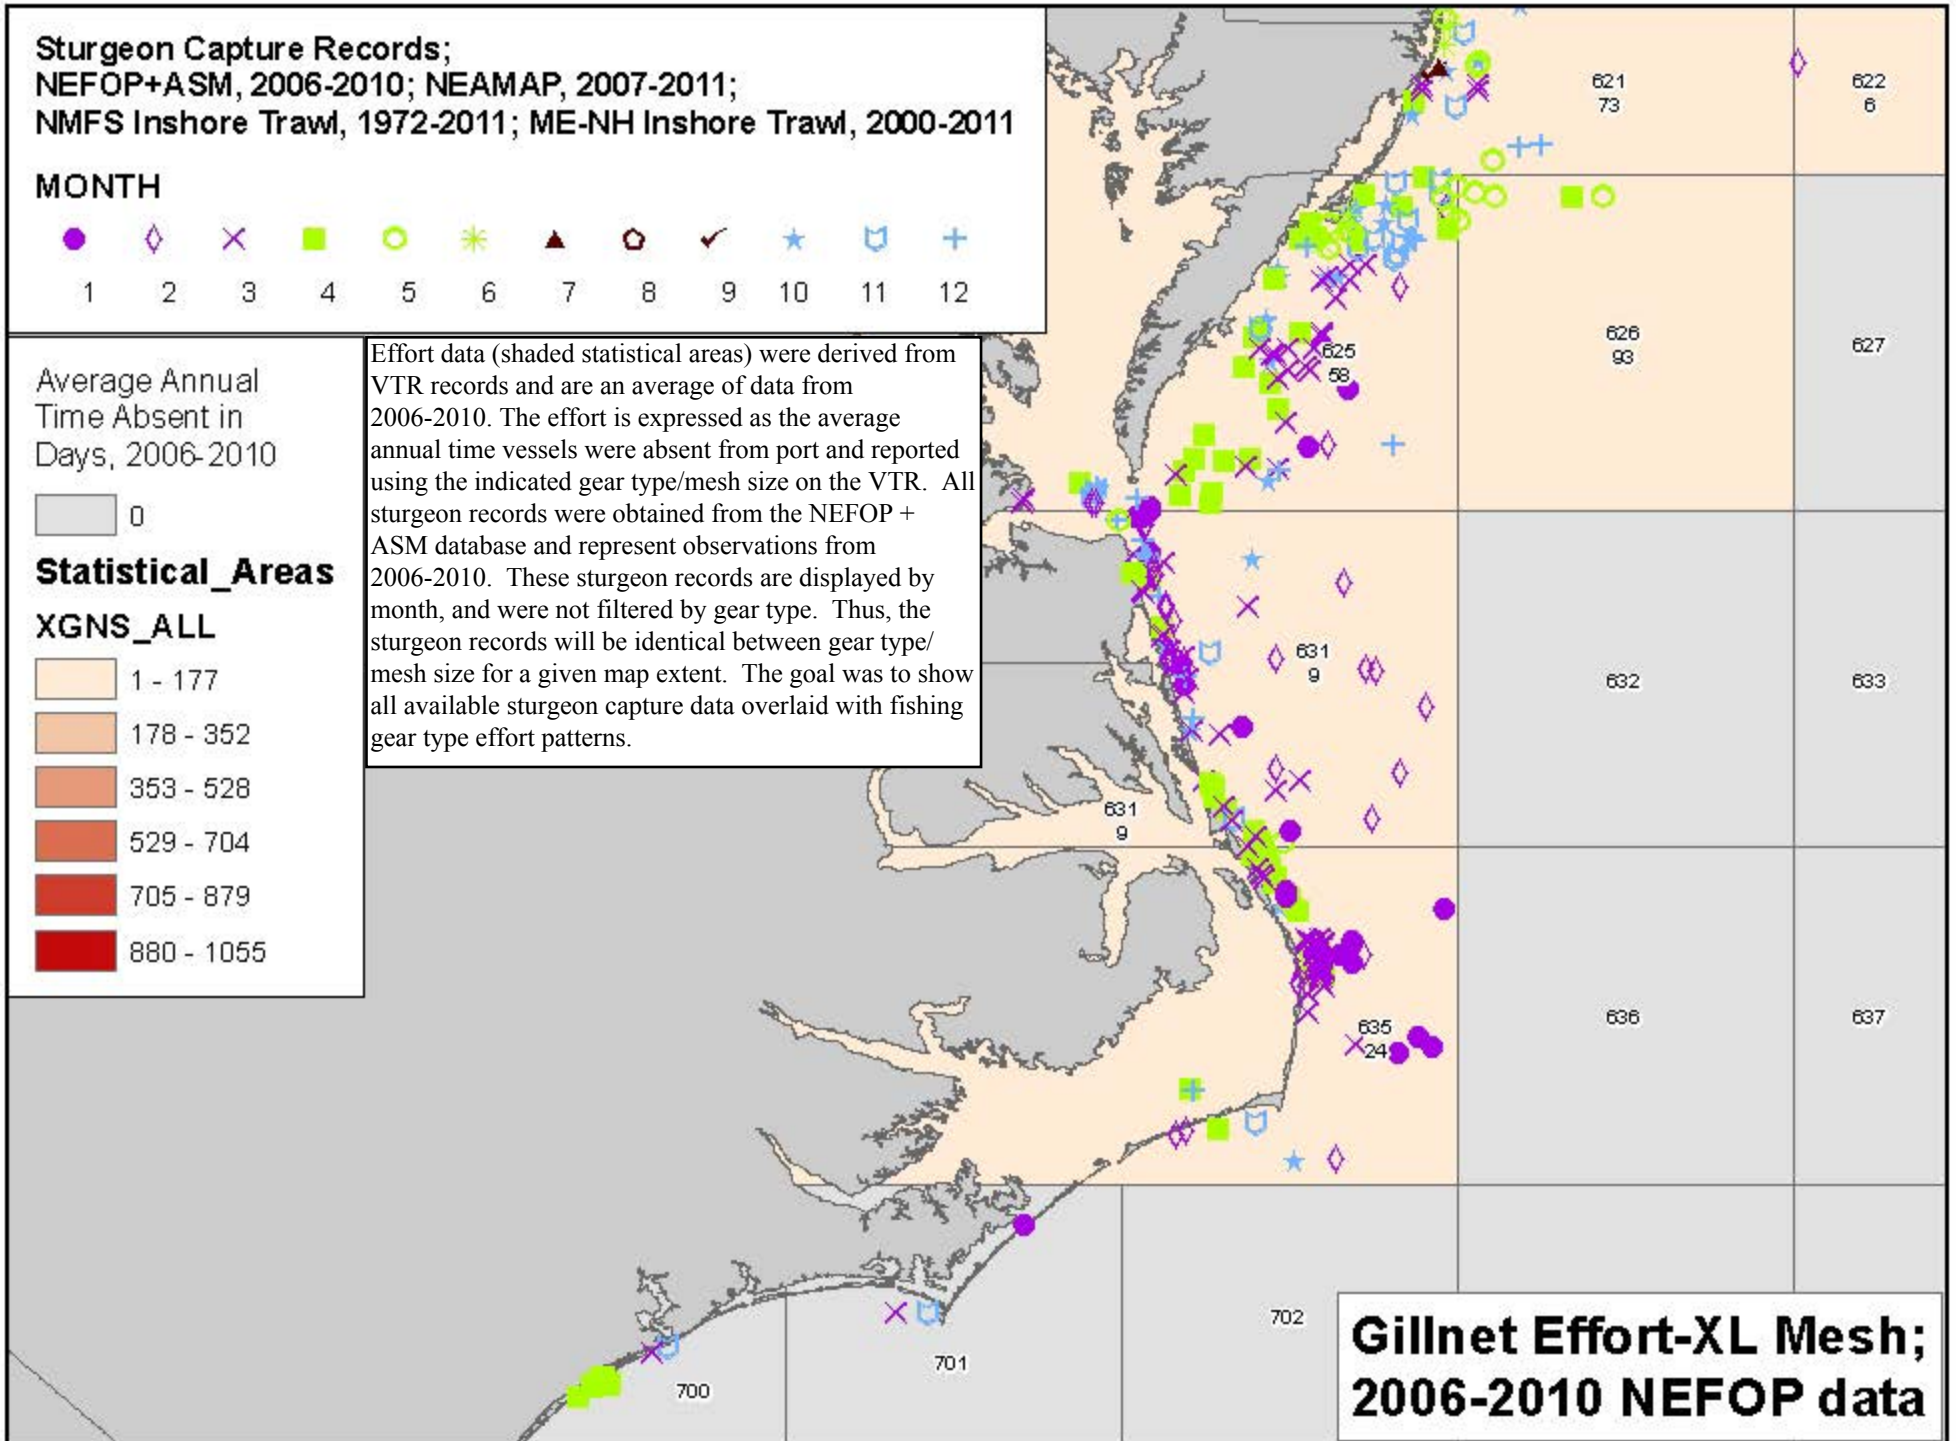 Sturgeon Capture Records;
NEFOP+ASM, 2006-2010; NEAMAP, 2007-2011;
NMFS Inshore Trawl, 1972-2011; ME-NH Inshore Trawl, 2000-2011
MONTH
1 2 3 4 5 6 7 8 9 10 11 12
Average Annual
Time Absent in
Days, 2006-2010
0
Statistical_Areas
XGNS_ALL
1 - 177
178 - 352
353 - 528
529 - 704
705 - 879
880 - 1055
Effort data (shaded statistical areas) were derived from
VTR records and are an average of data from
2006-2010. The effort is expressed as the average
annual time vessels were absent from port and reported
using the indicated gear type/mesh size on the VTR.  All
sturgeon records were obtained from the NEFOP +
ASM database and represent observations from
2006-2010.  These sturgeon records are displayed by
month, and were not filtered by gear type.  Thus, the
sturgeon records will be identical between gear type/
mesh size for a given map extent.  The goal was to show
all available sturgeon capture data overlaid with fishing
gear type effort patterns.
621
73
622
6
625
58
626
93
627
631
9
632
633
631
9
635
24
636
637
700
701
702
Gillnet Effort-XL Mesh;
2006-2010 NEFOP data